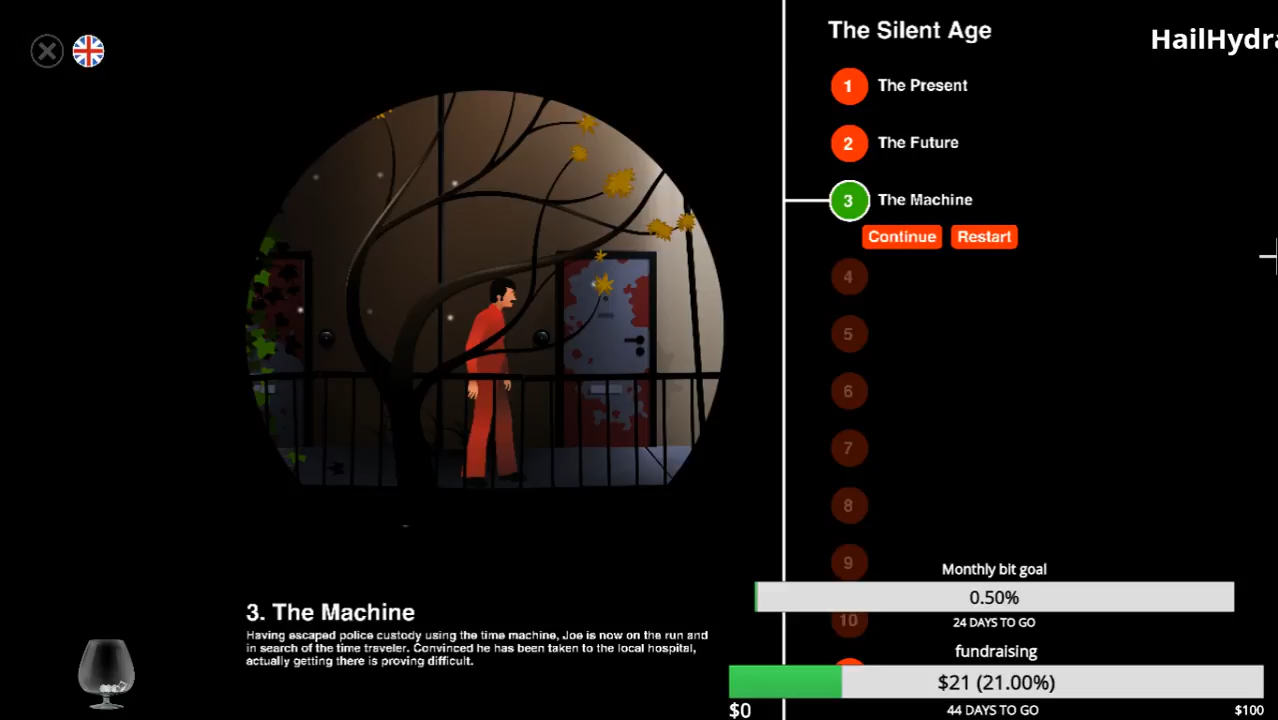 The Silent Age
HailHydra
1 The Present
2 The Future
3 The Machine
Continue Restart
4
5
6
7
8
9
10
3. The Machine
Having escaped police custody using the time machine, Joe is now on the run and
in search of the time traveler. Convinced he has been taken to the local hospital,
actually getting there is proving difficult.
Monthly bit goal
0.50%
24 DAYS TO GO
fundraising
$21 (21.00%)
$0
44 DAYS TO GO
$100